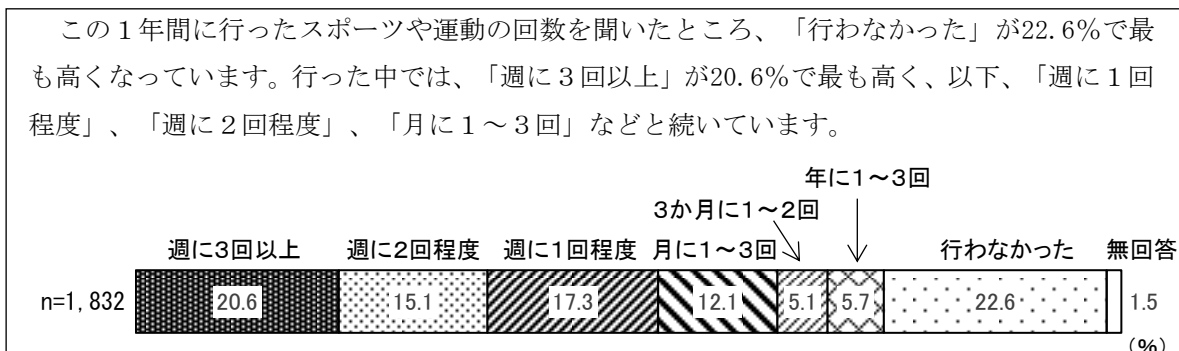 この１年間に行ったスポーツや運動の回数を聞いたところ、「行わなかった」が22.6％で最
も高くなっています。行った中では、「週に３回以上」が20.6％で最も高く、以下、「週に１回
程度」、「週に２回程度」、「月に１～３回」などと続いています。
年に１～３回
３か月に１～２回
週に３回以上 週に２回程度 週に１回程度 月に１～３回 行わなかった 無回答
n=1,832 20.6 15.1 17.3 12.1 5.1 5.7 22.6 1.5
（％）